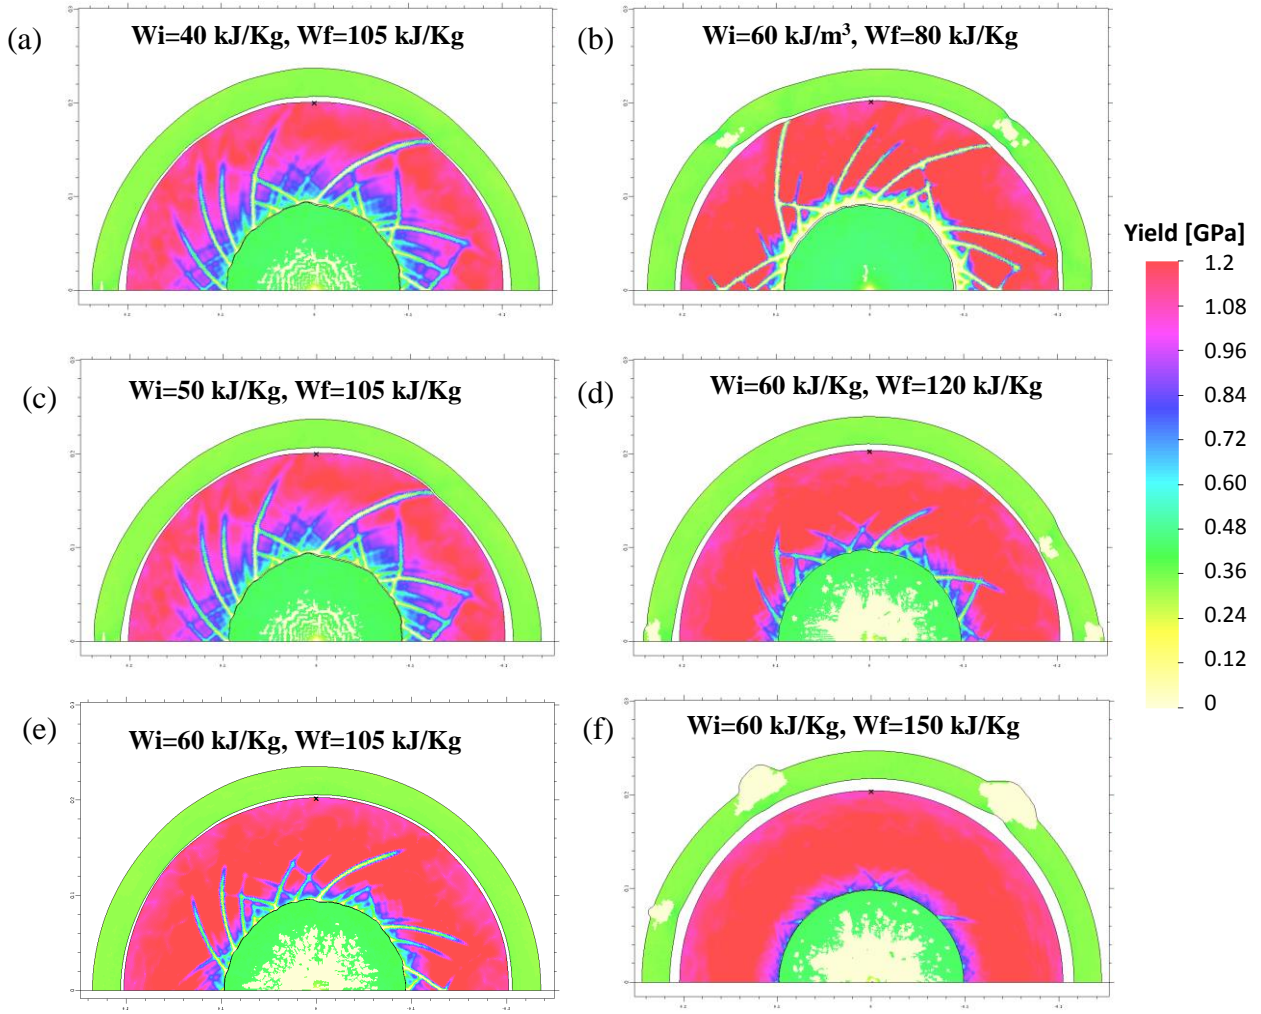 (a)
Wi=40 kJ/Kg, Wf=105 kJ/Kg
(b)
Wi=60 kJ/m³, Wf=80 kJ/Kg
(c)
Wi=50 kJ/Kg, Wf=105 kJ/Kg
(d)
Wi=60 kJ/Kg, Wf=120 kJ/Kg
(e)
Wi=60 kJ/Kg, Wf=105 kJ/Kg
(f)
Wi=60 kJ/Kg, Wf=150 kJ/Kg
Yield [GPa]
1.2
1.08
0.96
0.84
0.72
0.60
0.48
0.36
0.24
0.12
0